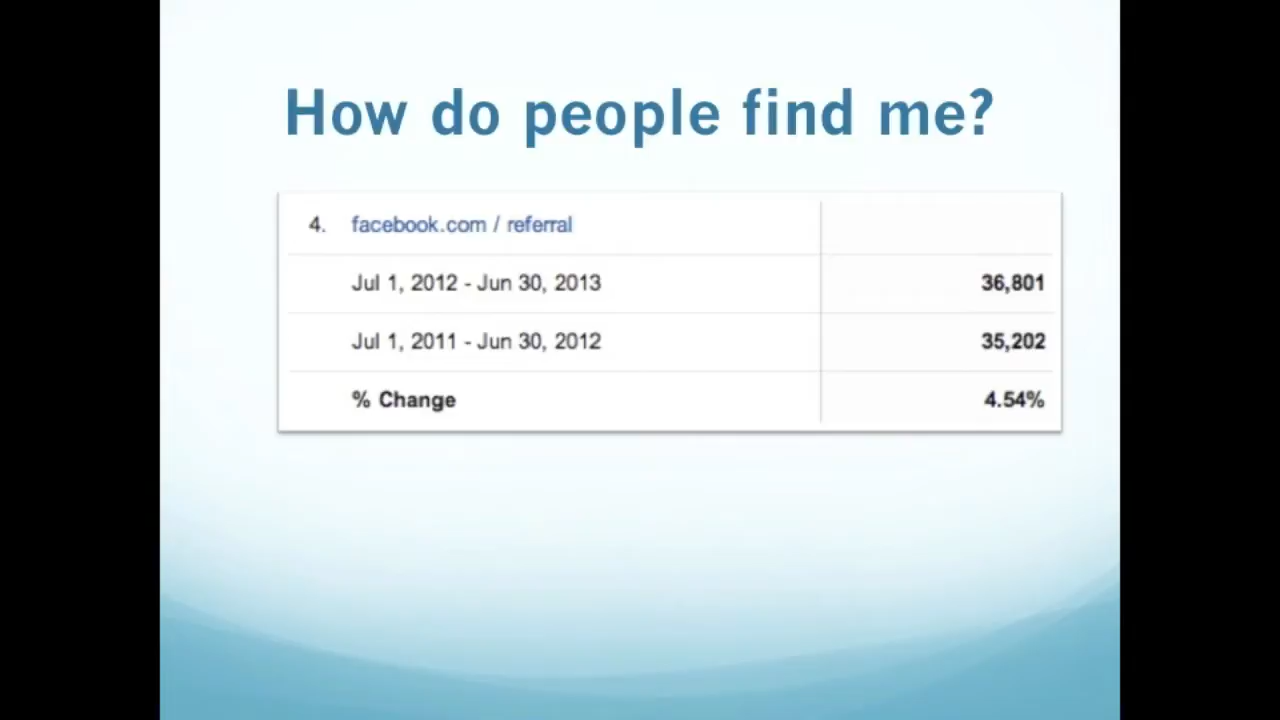 How do people find me?
4. facebook.com / referral
Jul 1, 2012 - Jun 30, 2013 36,801
Jul 1, 2011 - Jun 30, 2012 35,202
% Change 4.54%